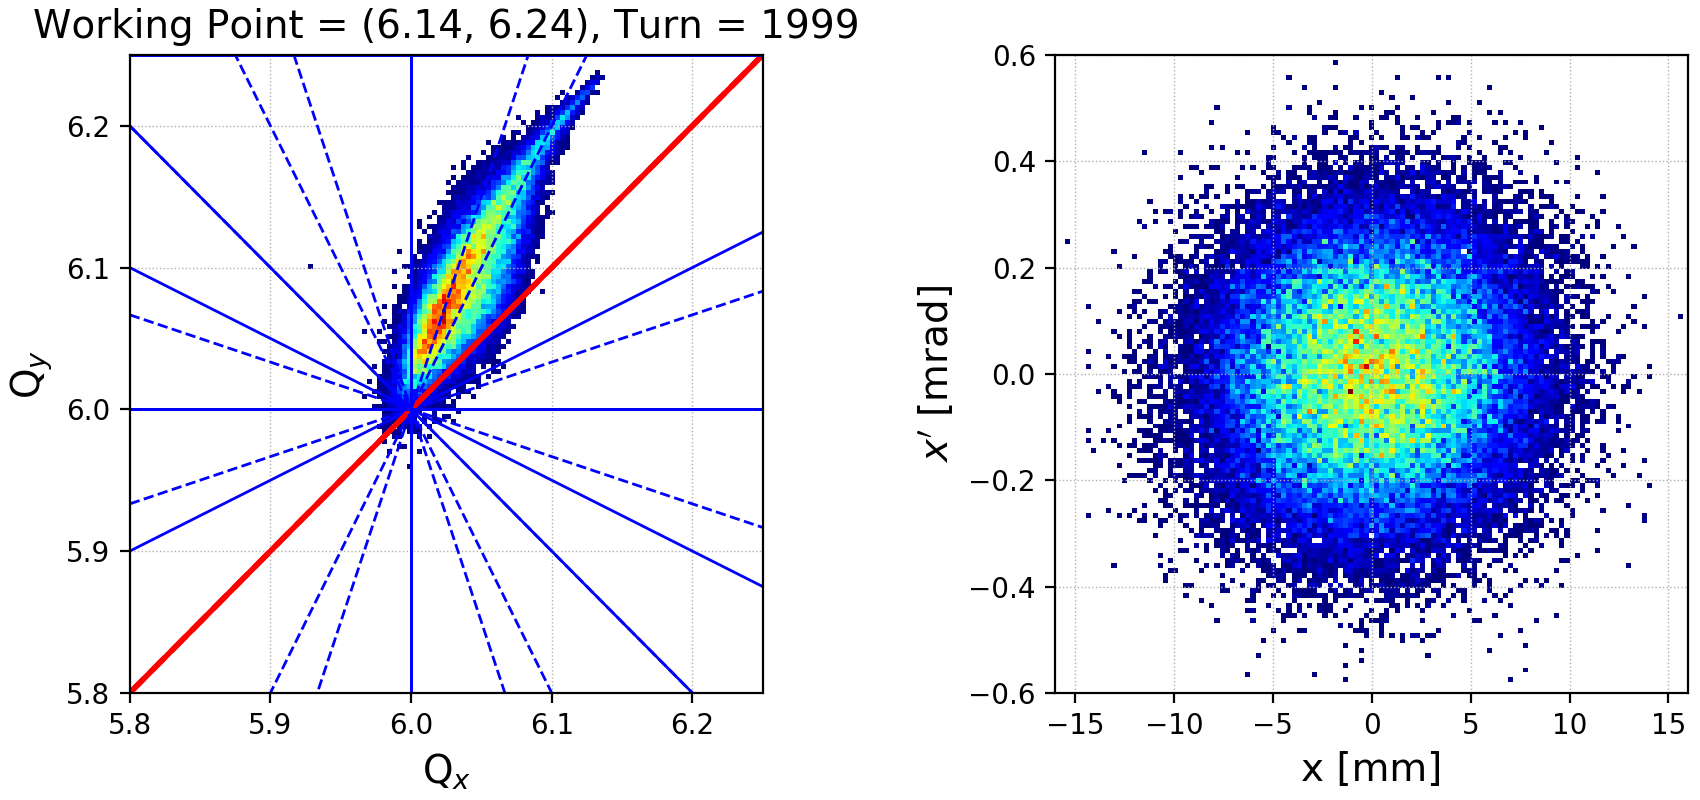 Working Point = (6.14, 6.24), Turn = 1999
6.2
6.1
6.0
5.9
5.8
5.8 5.9 6.0 6.1 6.2
Qy
Qx
0.6
0.4
0.2
0.0
−0.2
−0.4
−0.6
−15 −10 −5 0 5 10 15
x′ [mrad]
x [mm]